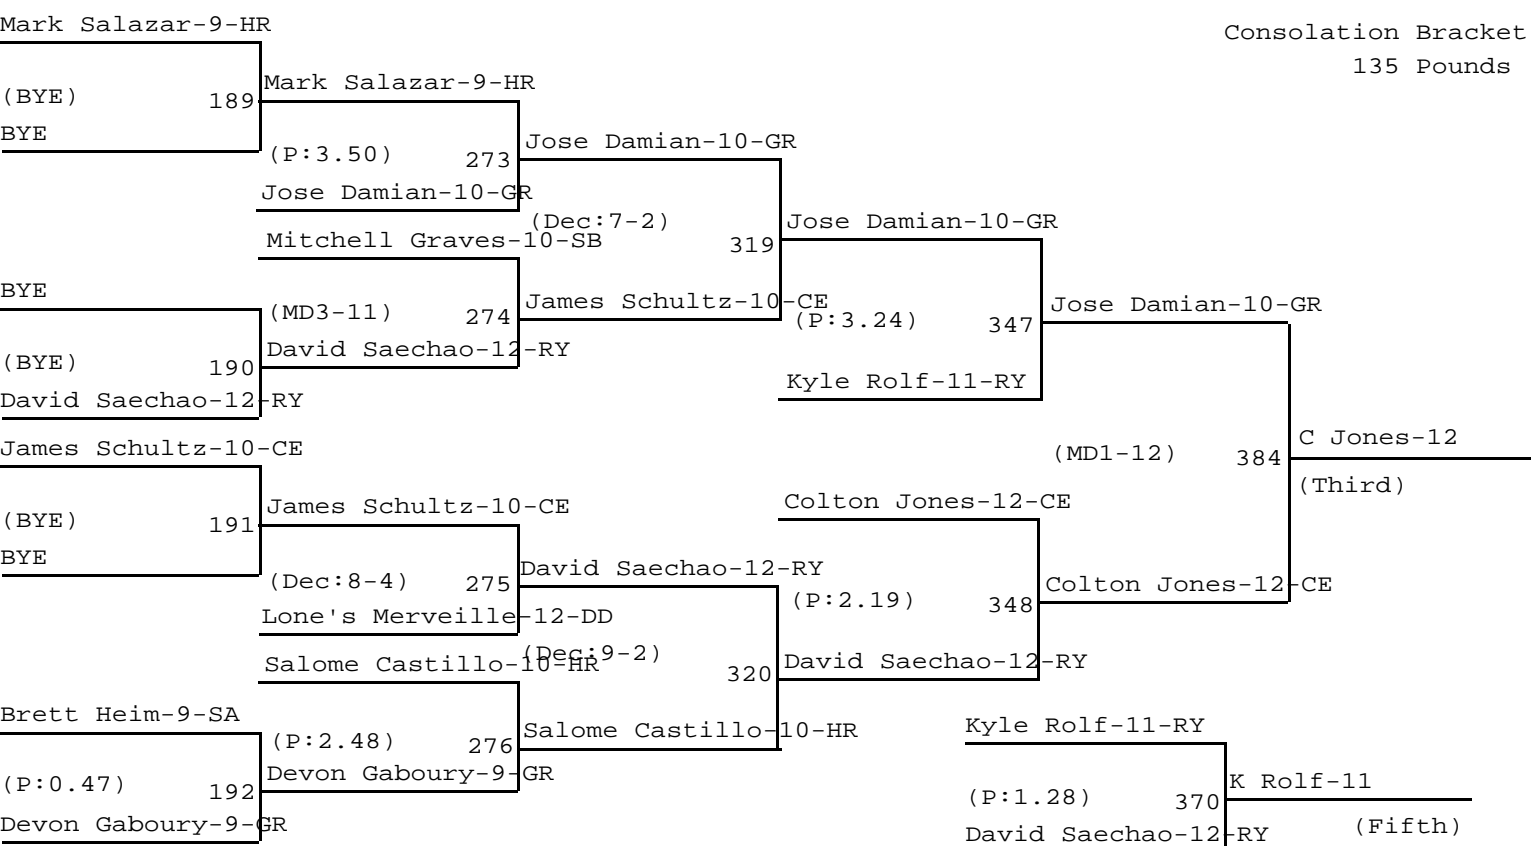 Mark Salazar-9-HR
Consolation Bracket
135 Pounds
Mark Salazar-9-HR
(BYE)
189
BYE
Jose Damian-10-GR
(P:3.50)
273
Jose Damian-10-GR
(Dec:7-2)
Jose Damian-10-GR
Mitchell Graves-10-SB
319
BYE
James Schultz-10-CE
Jose Damian-10-GR
(MD3-11)
274
(P:3.24)
347
David Saechao-12-RY
(BYE)
190
Kyle Rolf-11-RY
David Saechao-12-RY
C Jones-12
James Schultz-10-CE
(MD1-12)
384
(Third)
Colton Jones-12-CE
James Schultz-10-CE
(BYE)
191
BYE
David Saechao-12-RY
(Dec:8-4)
275
Colton Jones-12-CE
(P:2.19)
348
Lone's Merveille-12-DD
(Dec:9-2)
Salome Castillo-10-HR
David Saechao-12-RY
320
Brett Heim-9-SA
Salome Castillo-10-HR
Kyle Rolf-11-RY
(P:2.48)
276
Devon Gaboury-9-GR
K Rolf-11
(P:0.47)
192
(P:1.28)
370
Devon Gaboury-9-GR
David Saechao-12-RY
(Fifth)